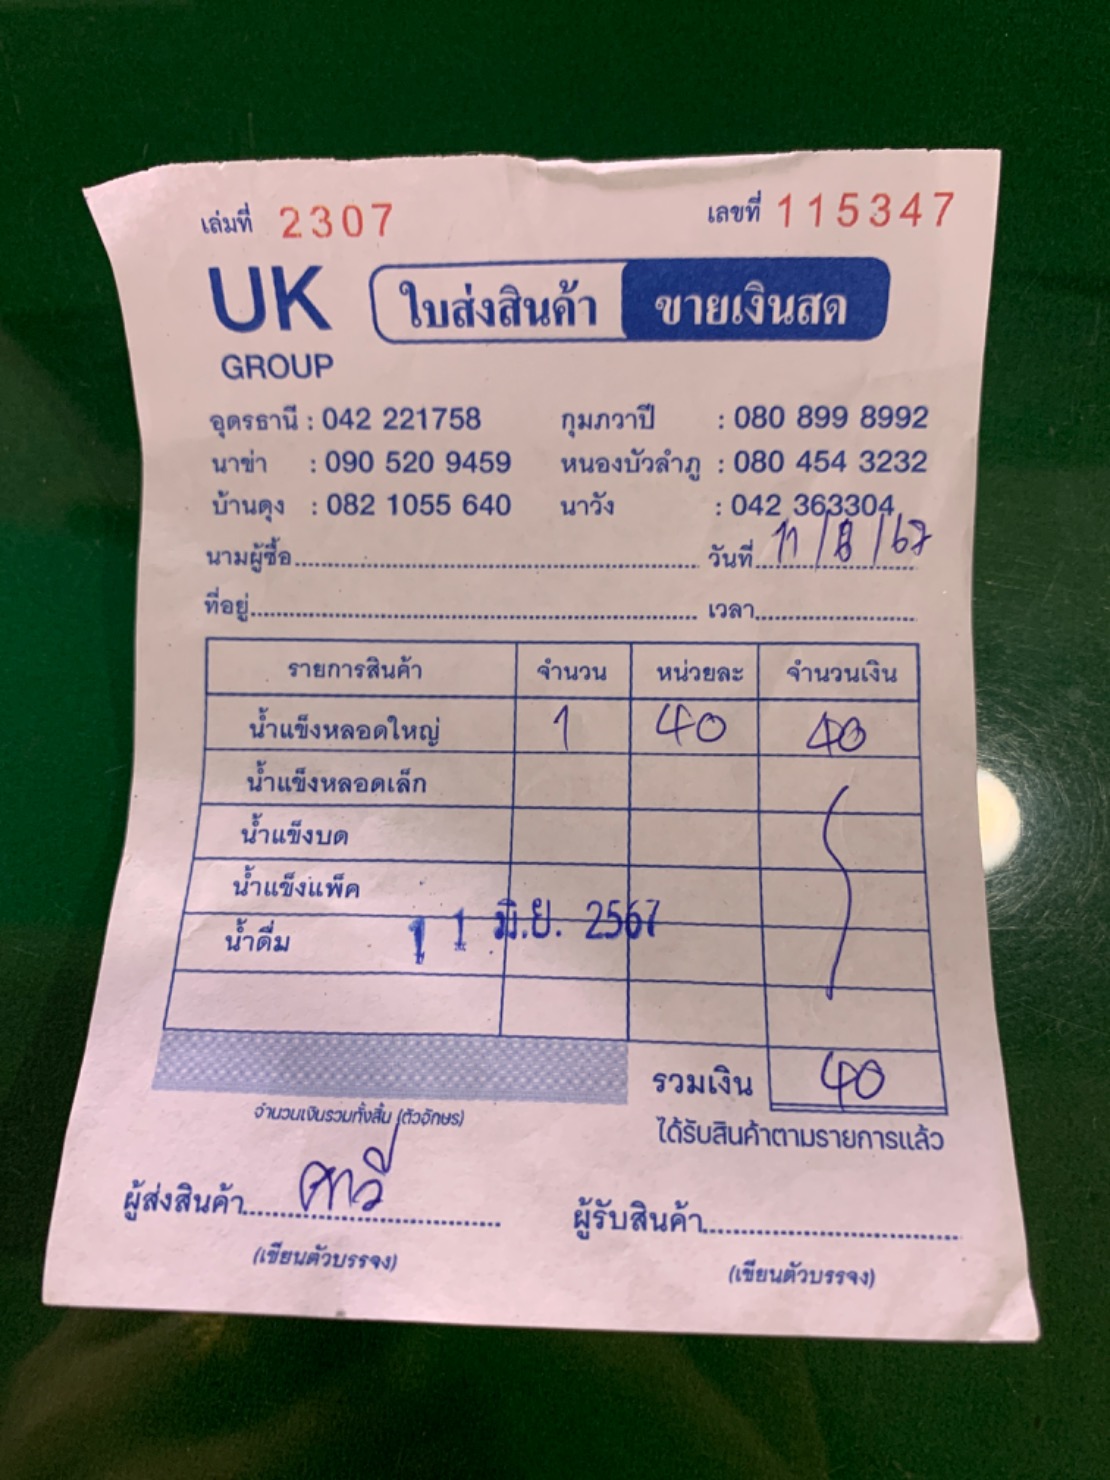 เล่มที่ 2307 เลขที่ 115347
UK GROUP ใบส่งสินค้า ขายเงินสด
อุดรธานี : 042 221758 กุมภวาปี : 080 899 8992
นาข่า : 090 520 9459 หนองบัวลำภู : 080 454 3232
บ้านดุง : 082 1055 640 นาวัง : 042 363304
นามผู้ซื้อ วันที่ 11/6/67
ที่อยู่ เวลา
รายการสินค้า จำนวน หน่วยละ จำนวนเงิน
น้ำแข็งหลอดใหญ่ 1 40 40
น้ำแข็งหลอดเล็ก
น้ำแข็งบด
น้ำแข็งแพ็ค
น้ำดื่ม 11 มิ.ย. 2567
รวมเงิน 40
จำนวนเงินรวมทั้งสิ้น (ตัวอักษร) ได้รับสินค้าตามรายการแล้ว
ผู้ส่งสินค้า ผู้รับสินค้า
(เขียนตัวบรรจง) (เขียนตัวบรรจง)